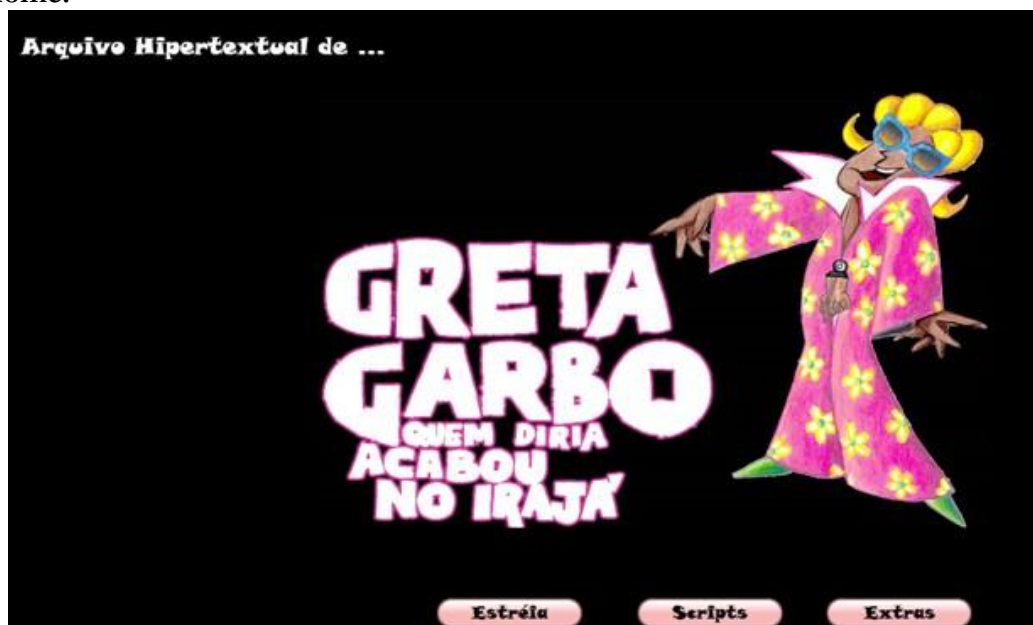 Arquivo Hipertextual de ...
GRETA
GARBO
QUEM DIRIA
ACABOU
NO IRAJÁ
Estréia
Scripts
Extras